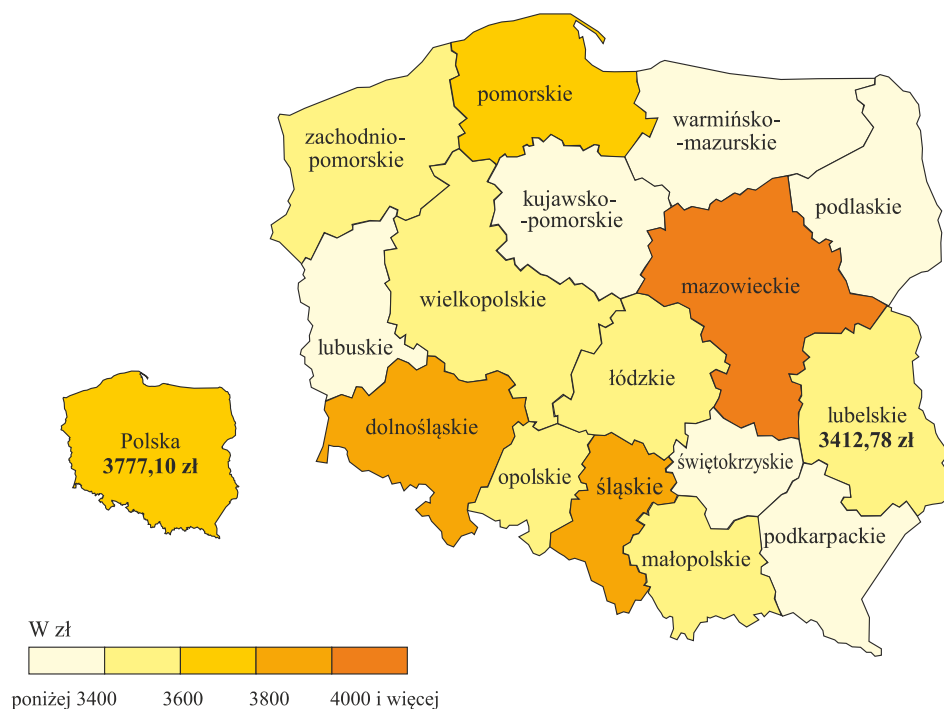 pomorskie
zachodnio-
pomorskie
warmińsko-
-mazurskie
kujawsko-
-pomorskie
podlaskie
mazowieckie
wielkopolskie
lubuskie
łódzkie
dolnośląskie
lubelskie
3412,78 zł
Polska
3777,10 zł
opolskie
śląskie
świętokrzyskie
małopolskie
podkarpackie
W zł
poniżej 3400
3600
3800
4000 i więcej